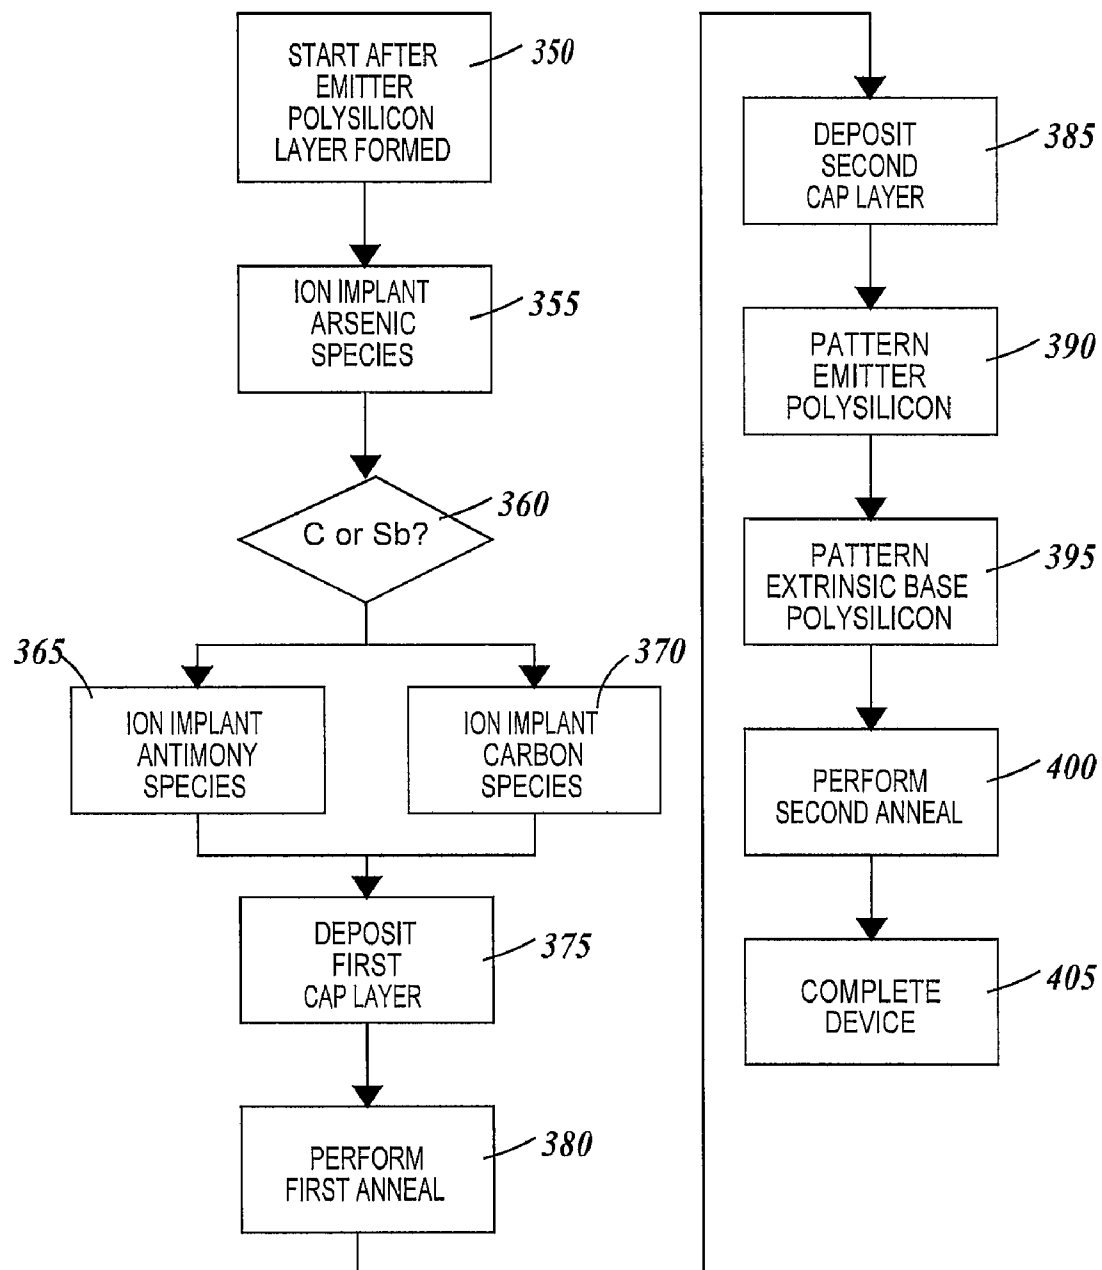 START AFTER
EMITTER
POLYSILICON
LAYER FORMED
350
ION IMPLANT
ARSENIC
SPECIES
355
C or Sb?
360
365
ION IMPLANT
ANTIMONY
SPECIES
370
ION IMPLANT
CARBON
SPECIES
DEPOSIT
FIRST
CAP LAYER
375
PERFORM
FIRST ANNEAL
380
DEPOSIT
SECOND
CAP LAYER
385
PATTERN
EMITTER
POLYSILICON
390
PATTERN
EXTRINSIC BASE
POLYSILICON
395
PERFORM
SECOND ANNEAL
400
COMPLETE
DEVICE
405